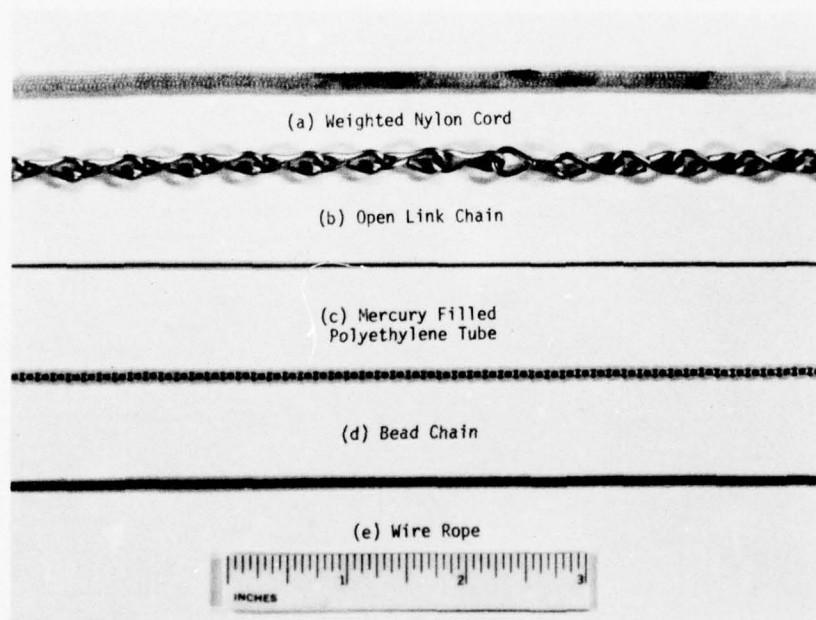 (a) Weighted Nylon Cord
(b) Open Link Chain
(c) Mercury Filled
Polyethylene Tube
(d) Bead Chain
(e) Wire Rope
1 2 3
INCHES